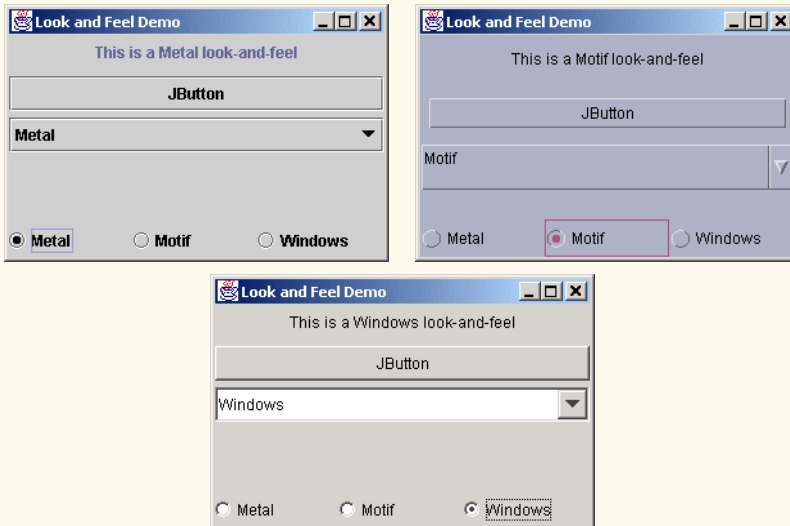 Look and Feel Demo
This is a Metal look-and-feel
JButton
Metal
Metal Motif Windows
Look and Feel Demo
This is a Motif look-and-feel
JButton
Motif
Metal Motif Windows
Look and Feel Demo
This is a Windows look-and-feel
JButton
Windows
Metal Motif Windows